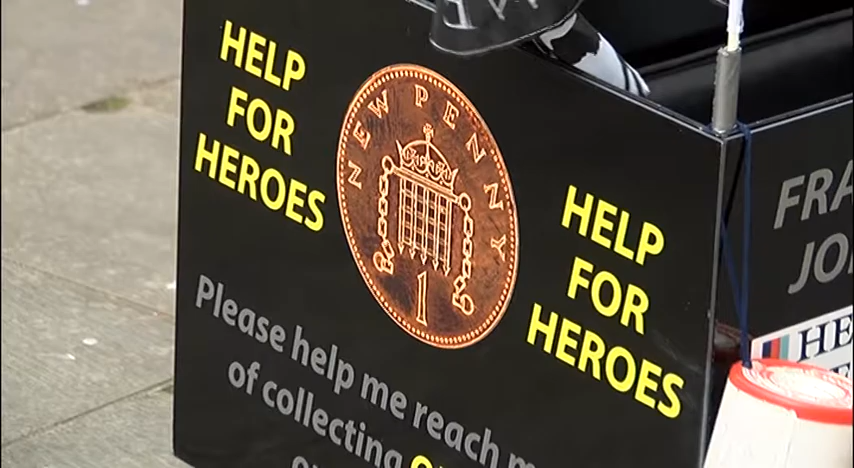 HELP
FOR
HEROES
NEW PENNY
1
HELP
FOR
HEROES
Please help me reach m
of collecting
FRA
JO
HE